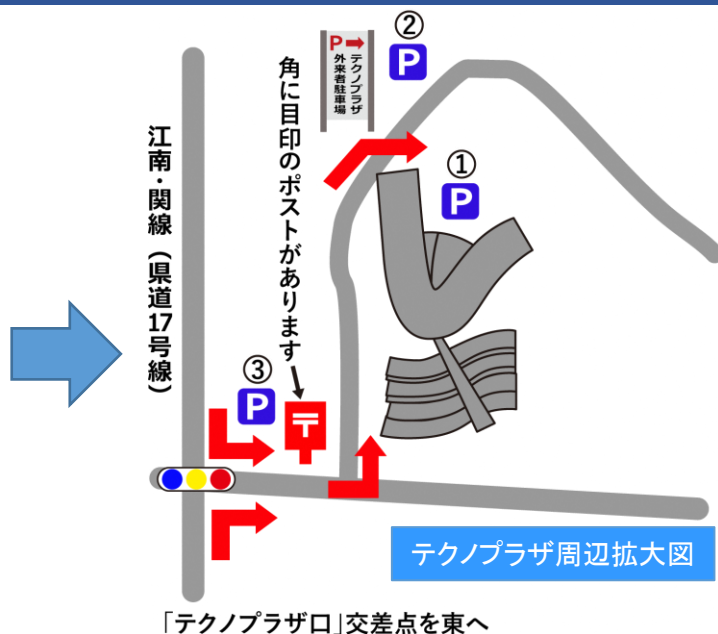 ②
P
P➡
テクノプラザ
外来者駐車場
角に目印のポストがあります
①
P
江南・関線（県道17号線）
③
P
〒
テクノプラザ周辺拡大図
「テクノプラザ口」交差点を東へ